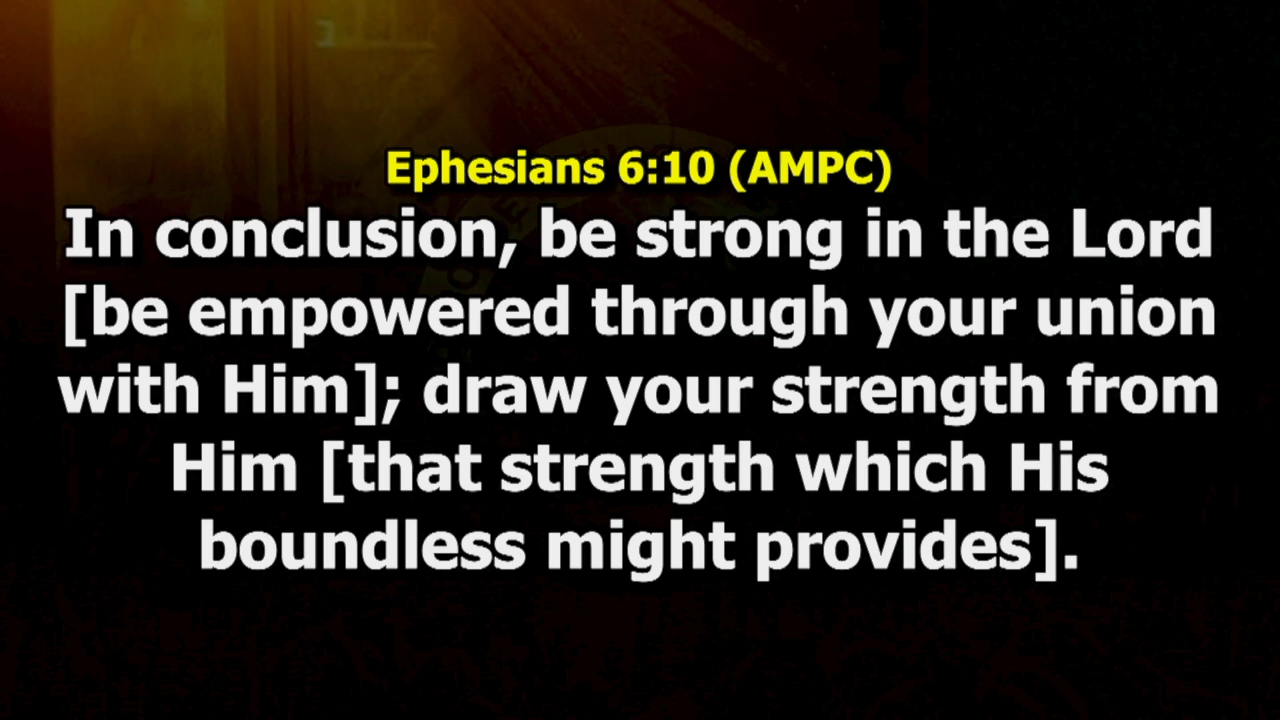 Ephesians 6:10 (AMPC)
In conclusion, be strong in the Lord
[be empowered through your union
with Him]; draw your strength from
Him [that strength which His
boundless might provides].